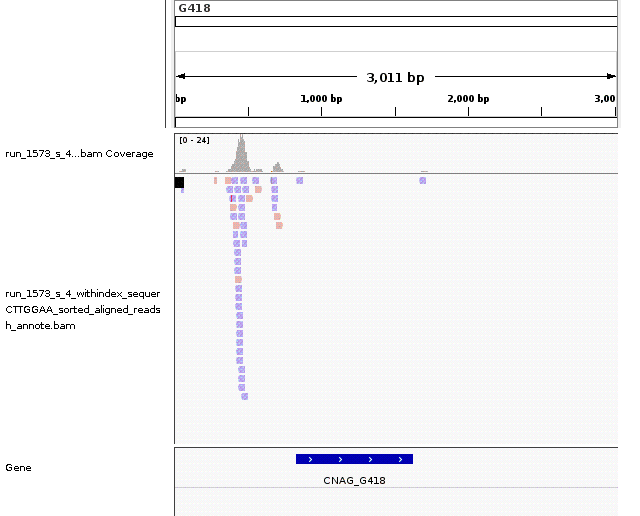 G418
3,011 bp
bp
1,000 bp
2,000 bp
3,00
run_1573_s_4...bam Coverage
[0 - 24]
run_1573_s_4_withindex_sequer
CTTGGAA_sorted_aligned_reads
h_annote.bam
Gene
CNAG_G418